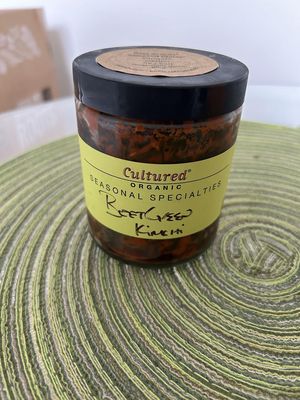 Cultured®
ORGANIC
SEASONAL SPECIALTIES
BEET GREEN
KIMCHI